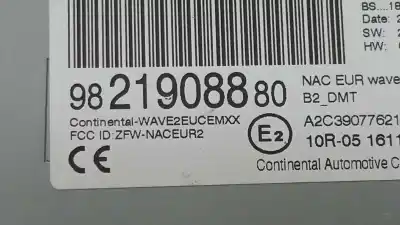 BS....18
Date: 2
SW: 2
HW:
98 219088 80
NAC EUR wave
B2_DMT
Continental-WAVE2EUCEMXX
FCC ID:ZFW-NACEUR2
E2
A2C39077621
10R-05 1611
CE
Continental Automotive C